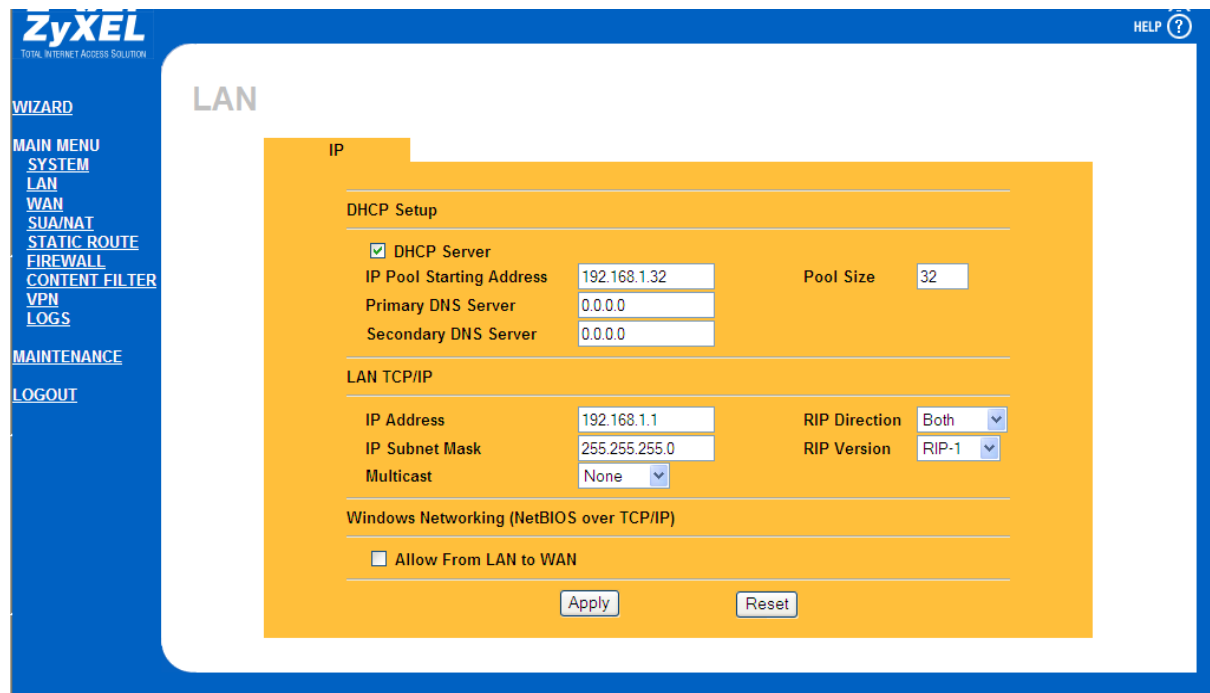 ZyXEL
TOTAL INTERNET ACCESS SOLUTION
HELP ?
WIZARD
MAIN MENU
SYSTEM
LAN
WAN
SUA/NAT
STATIC ROUTE
FIREWALL
CONTENT FILTER
VPN
LOGS
MAINTENANCE
LOGOUT
LAN
IP
DHCP Setup
DHCP Server
IP Pool Starting Address 192.168.1.32 Pool Size 32
Primary DNS Server 0.0.0.0
Secondary DNS Server 0.0.0.0
LAN TCP/IP
IP Address 192.168.1.1 RIP Direction Both
IP Subnet Mask 255.255.255.0 RIP Version RIP-1
Multicast None
Windows Networking (NetBIOS over TCP/IP)
Allow From LAN to WAN
Apply Reset